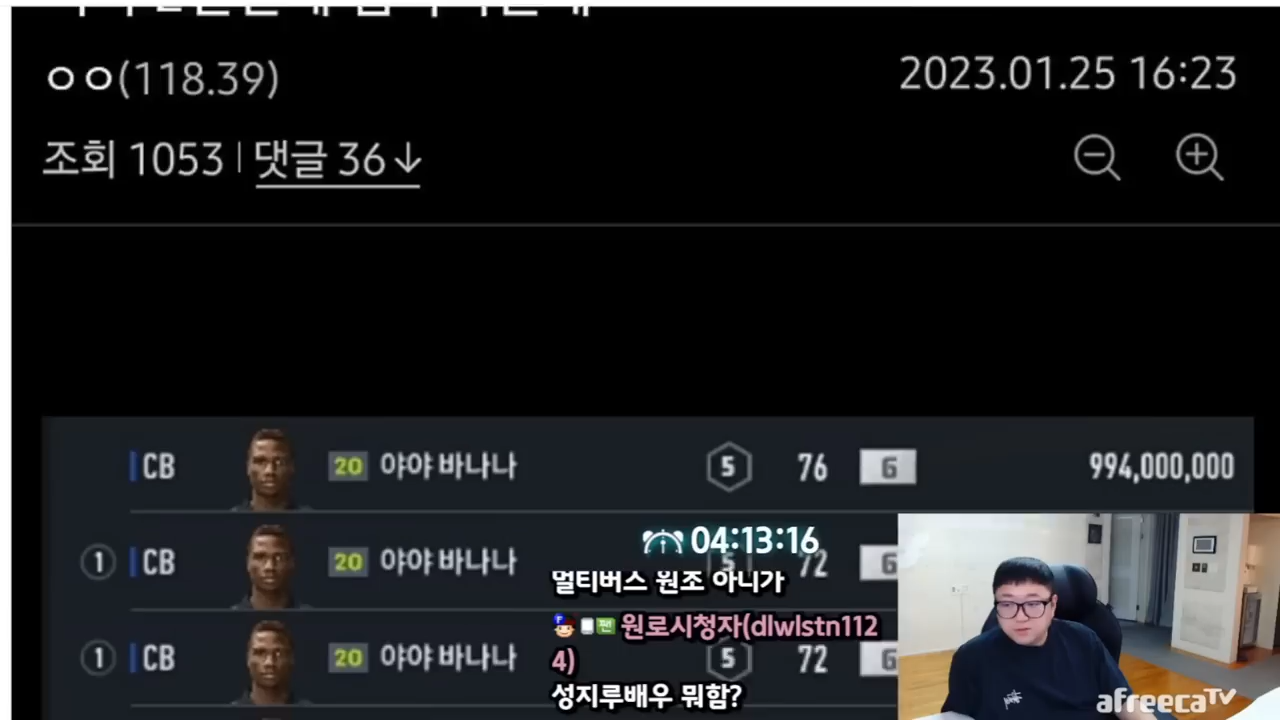 ㅇㅇ(118.39)
2023.01.25 16:23
조회 1053 | 댓글 36↓
CB 20 야야 바나나 5 76 6 994,000,000
1 CB 20 야야 바나나 5 72 6
04:13:16
멀티버스 원조 아니가
1 CB 20 야야 바나나 5 72 6
팬 원로시청자(dlwlstn112
4)
성지루배우 뭐함?
afreecaTV